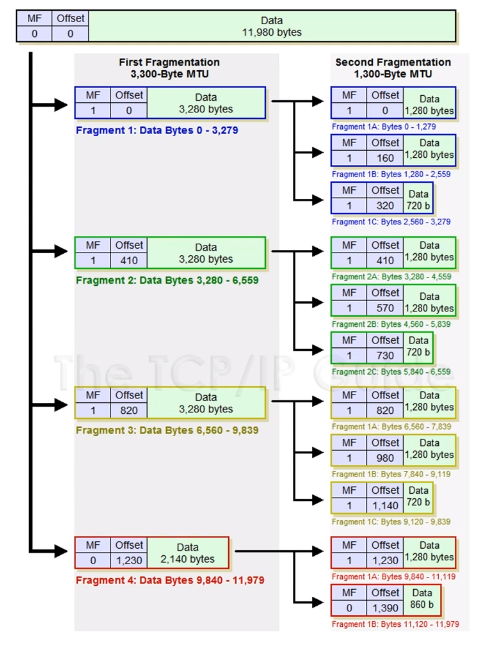 MF Offset Data
0 0 11,980 bytes
First Fragmentation
3,300-Byte MTU
Second Fragmentation
1,300-Byte MTU
MF Offset Data
1 0 3,280 bytes
Fragment 1: Data Bytes 0 - 3,279
MF Offset Data
1 0 1,280 bytes
Fragment 1A: Bytes 0 - 1,279
MF Offset Data
1 160 1,280 bytes
Fragment 1B: Bytes 1,280 - 2,559
MF Offset Data
1 320 720 b
Fragment 1C: Bytes 2,560 - 3,279
MF Offset Data
1 410 3,280 bytes
Fragment 2: Data Bytes 3,280 - 6,559
MF Offset Data
1 410 1,280 bytes
Fragment 2A: Bytes 3,280 - 4,559
MF Offset Data
1 570 1,280 bytes
Fragment 2B: Bytes 4,560 - 5,839
MF Offset Data
1 730 720 b
Fragment 2C: Bytes 5,840 - 6,559
The TCP/IP Guide
MF Offset Data
1 820 3,280 bytes
Fragment 3: Data Bytes 6,560 - 9,839
MF Offset Data
1 820 1,280 bytes
Fragment 1A: Bytes 6,560 - 7,839
MF Offset Data
1 980 1,280 bytes
Fragment 1B: Bytes 7,840 - 9,119
MF Offset Data
1 1,140 720 b
Fragment 1C: Bytes 9,120 - 9,839
MF Offset Data
0 1,230 2,140 bytes
Fragment 4: Data Bytes 9,840 - 11,979
MF Offset Data
1 1,230 1,280 bytes
Fragment 1A: Bytes 9,840 - 11,119
MF Offset Data
0 1,390 860 b
Fragment 1B: Bytes 11,120 - 11,979